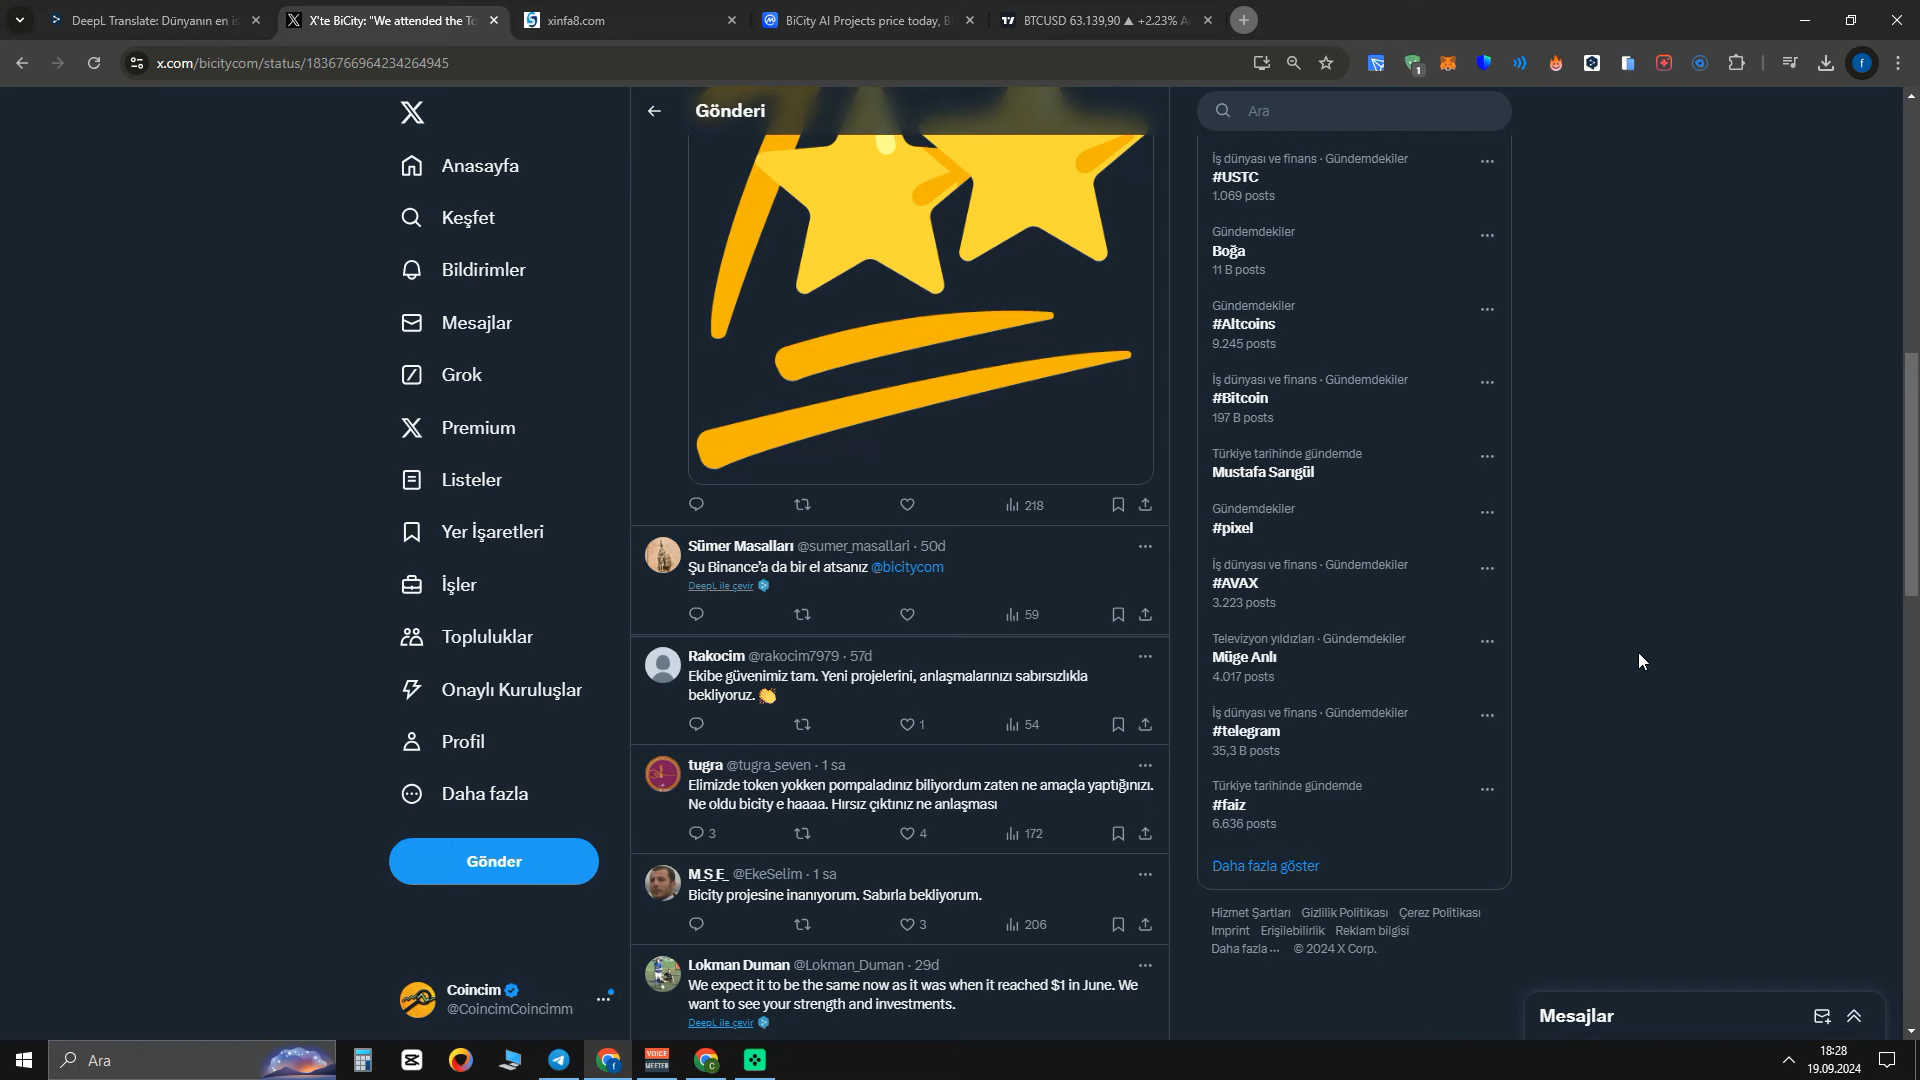 DeepL Translate: Dünyanın en is
X'te BiCity: "We attended the To
xinfa8.com
BiCity AI Projects price today, B
BTCUSD 63.139,90 ▲ +2.23% A
x.com/bicitycom/status/1836766964234264945
1
f
Anasayfa
Keşfet
Bildirimler
Mesajlar
Grok
Premium
Listeler
Yer İşaretleri
İşler
Topluluklar
Onaylı Kuruluşlar
Profil
Daha fazla
Gönder
Coincim
@CoincimCoincimm
Gönderi
218
Sümer Masalları @sumer_masallari · 50d
Şu Binance’a da bir el atsanız @bicitycom
DeepL ile çevir
59
Rakocim @rakocim7979 · 57d
Ekibe güvenimiz tam. Yeni projelerini, anlaşmalarınızı sabırsızlıkla
bekliyoruz. 👏
1 54
tugra @tugra_seven · 1 sa
Elimizde token yokken pompaladınız biliyordum zaten ne amaçla yaptığınızı.
Ne oldu bicity e haaaa. Hırsız çıktınız ne anlaşması
3 4 172
M_S_E_ @EkeSelim · 1 sa
Bicity projesine inanıyorum. Sabırla bekliyorum.
3 206
Lokman Duman @Lokman_Duman · 29d
We expect it to be the same now as it was when it reached $1 in June. We
want to see your strength and investments.
DeepL ile çevir
Ara
İş dünyası ve finans · Gündemdekiler
#USTC
1.069 posts
Gündemdekiler
Boğa
11 B posts
Gündemdekiler
#Altcoins
9.245 posts
İş dünyası ve finans · Gündemdekiler
#Bitcoin
197 B posts
Türkiye tarihinde gündemde
Mustafa Sarıgül
Gündemdekiler
#pixel
İş dünyası ve finans · Gündemdekiler
#AVAX
3.223 posts
Televizyon yıldızları · Gündemdekiler
Müge Anlı
4.017 posts
İş dünyası ve finans · Gündemdekiler
#telegram
35,3 B posts
Türkiye tarihinde gündemde
#faiz
6.636 posts
Daha fazla göster
Hizmet Şartları Gizlilik Politikası Çerez Politikası
Imprint Erişilebilirlik Reklam bilgisi
Daha fazla ··· © 2024 X Corp.
Mesajlar
Ara
VOICE
MEETER
18:28
19.09.2024